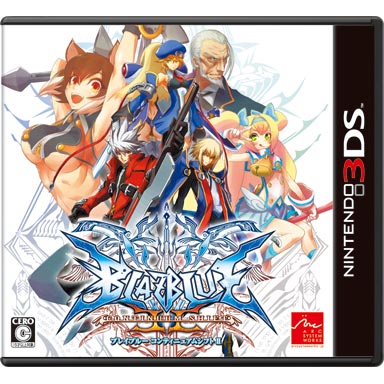 NINTENDO 3DS
BLAZBLUE
CONTINUUM SHIFT
II
ブレイブルー コンティニュアムシフトII
CERO
C
ARC
SYSTEM
WORKS